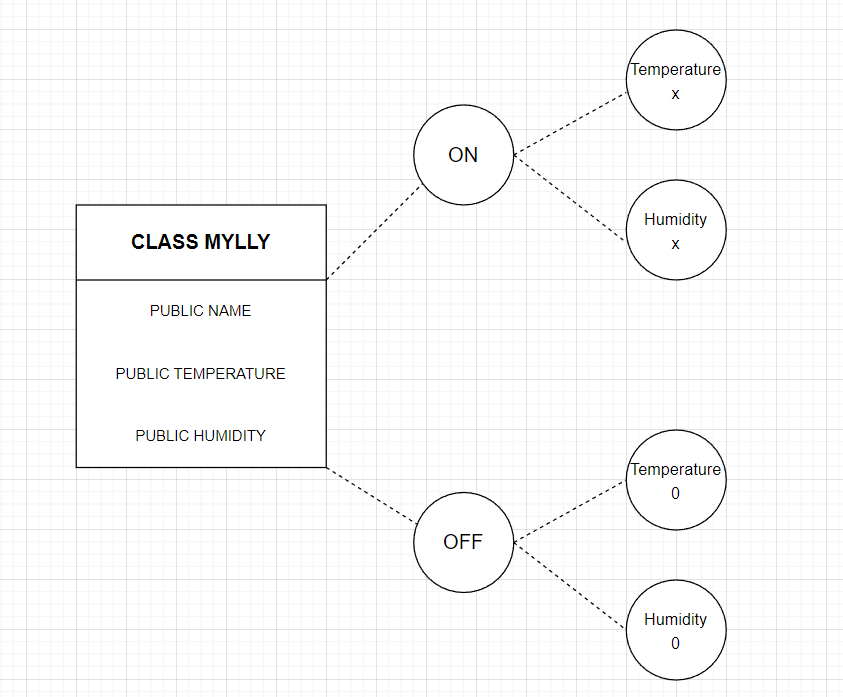 CLASS MYLLY
PUBLIC NAME
PUBLIC TEMPERATURE
PUBLIC HUMIDITY
ON
Temperature
x
Humidity
x
OFF
Temperature
0
Humidity
0